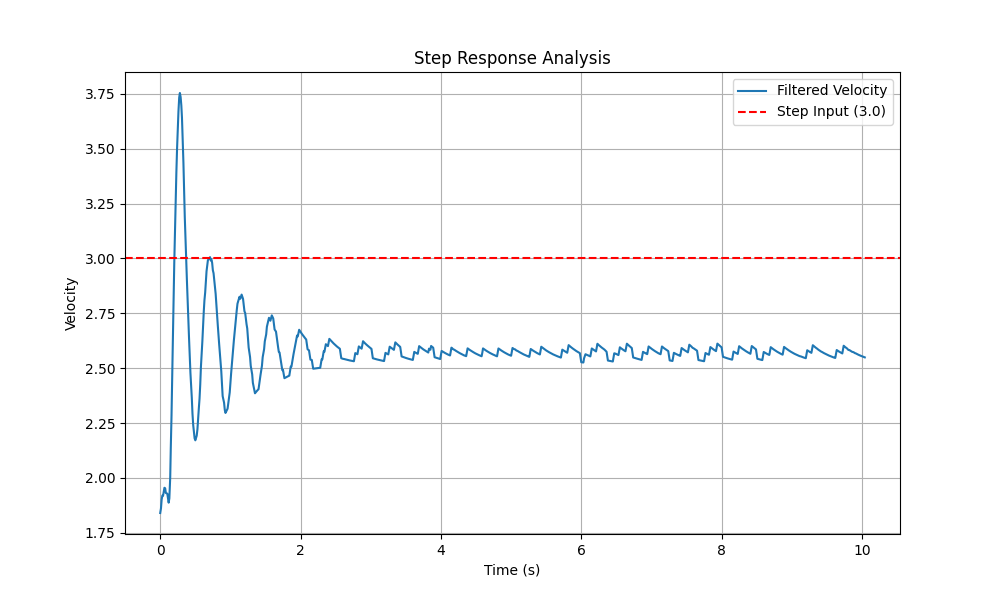 Step Response Analysis
Filtered Velocity
Step Input (3.0)
Velocity
3.75
3.50
3.25
3.00
2.75
2.50
2.25
2.00
1.75
0 2 4 6 8 10
Time (s)